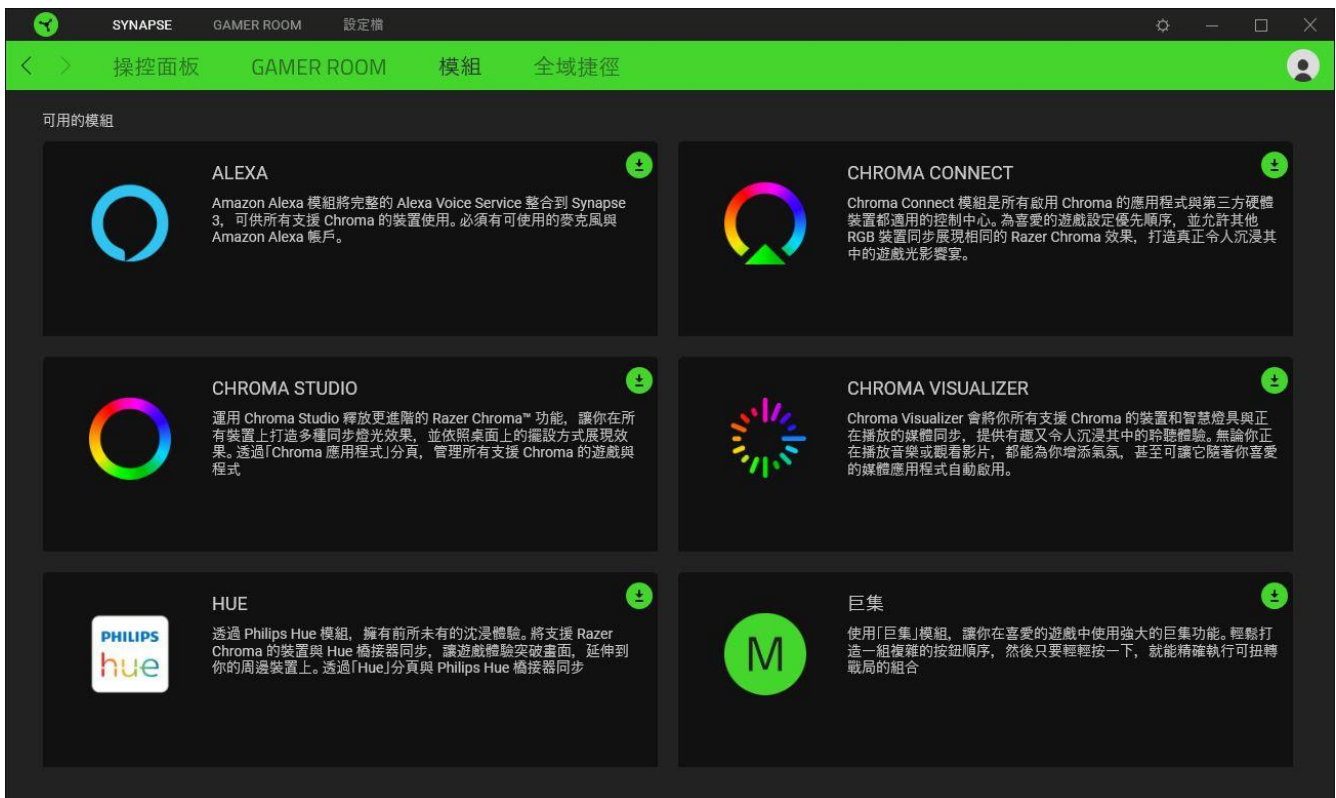 SYNAPSE GAMER ROOM 設定檔
操控面板 GAMER ROOM 模組 全域捷徑
可用的模組
ALEXA
Amazon Alexa 模組將完整的 Alexa Voice Service 整合到 Synapse
3，可供所有支援 Chroma 的裝置使用。必須有可使用的麥克風與
Amazon Alexa 帳戶。
CHROMA CONNECT
Chroma Connect 模組是所有啟用 Chroma 的應用程式與第三方硬體
裝置都適用的控制中心。為喜愛的遊戲設定優先順序，並允許其他
RGB 裝置同步展現相同的 Razer Chroma 效果，打造真正令人沉浸其
中的遊戲光影饗宴。
CHROMA STUDIO
運用 Chroma Studio 釋放更進階的 Razer Chroma™ 功能，讓你在所
有裝置上打造多種同步燈光效果，並依照桌面上的擺設方式展現效
果。透過「Chroma 應用程式」分頁，管理所有支援 Chroma 的遊戲與
程式
CHROMA VISUALIZER
Chroma Visualizer 會將你所有支援 Chroma 的裝置和智慧燈具與正
在播放的媒體同步，提供有趣又令人沉浸其中的聆聽體驗。無論你正
在播放音樂或觀看影片，都能為你增添氣氛，甚至可讓它隨著你喜愛
的媒體應用程式自動啟用。
PHILIPS
hue
HUE
透過 Philips Hue 模組，擁有前所未有的沈浸體驗。將支援 Razer
Chroma 的裝置與 Hue 橋接器同步，讓遊戲體驗突破畫面，延伸到
你的周邊裝置上。透過「Hue」分頁與 Philips Hue 橋接器同步
M
巨集
使用「巨集」模組，讓你在喜愛的遊戲中使用強大的巨集功能。輕鬆打
造一組複雜的按鈕順序，然後只要輕輕按一下，就能精確執行可扭轉
戰局的組合